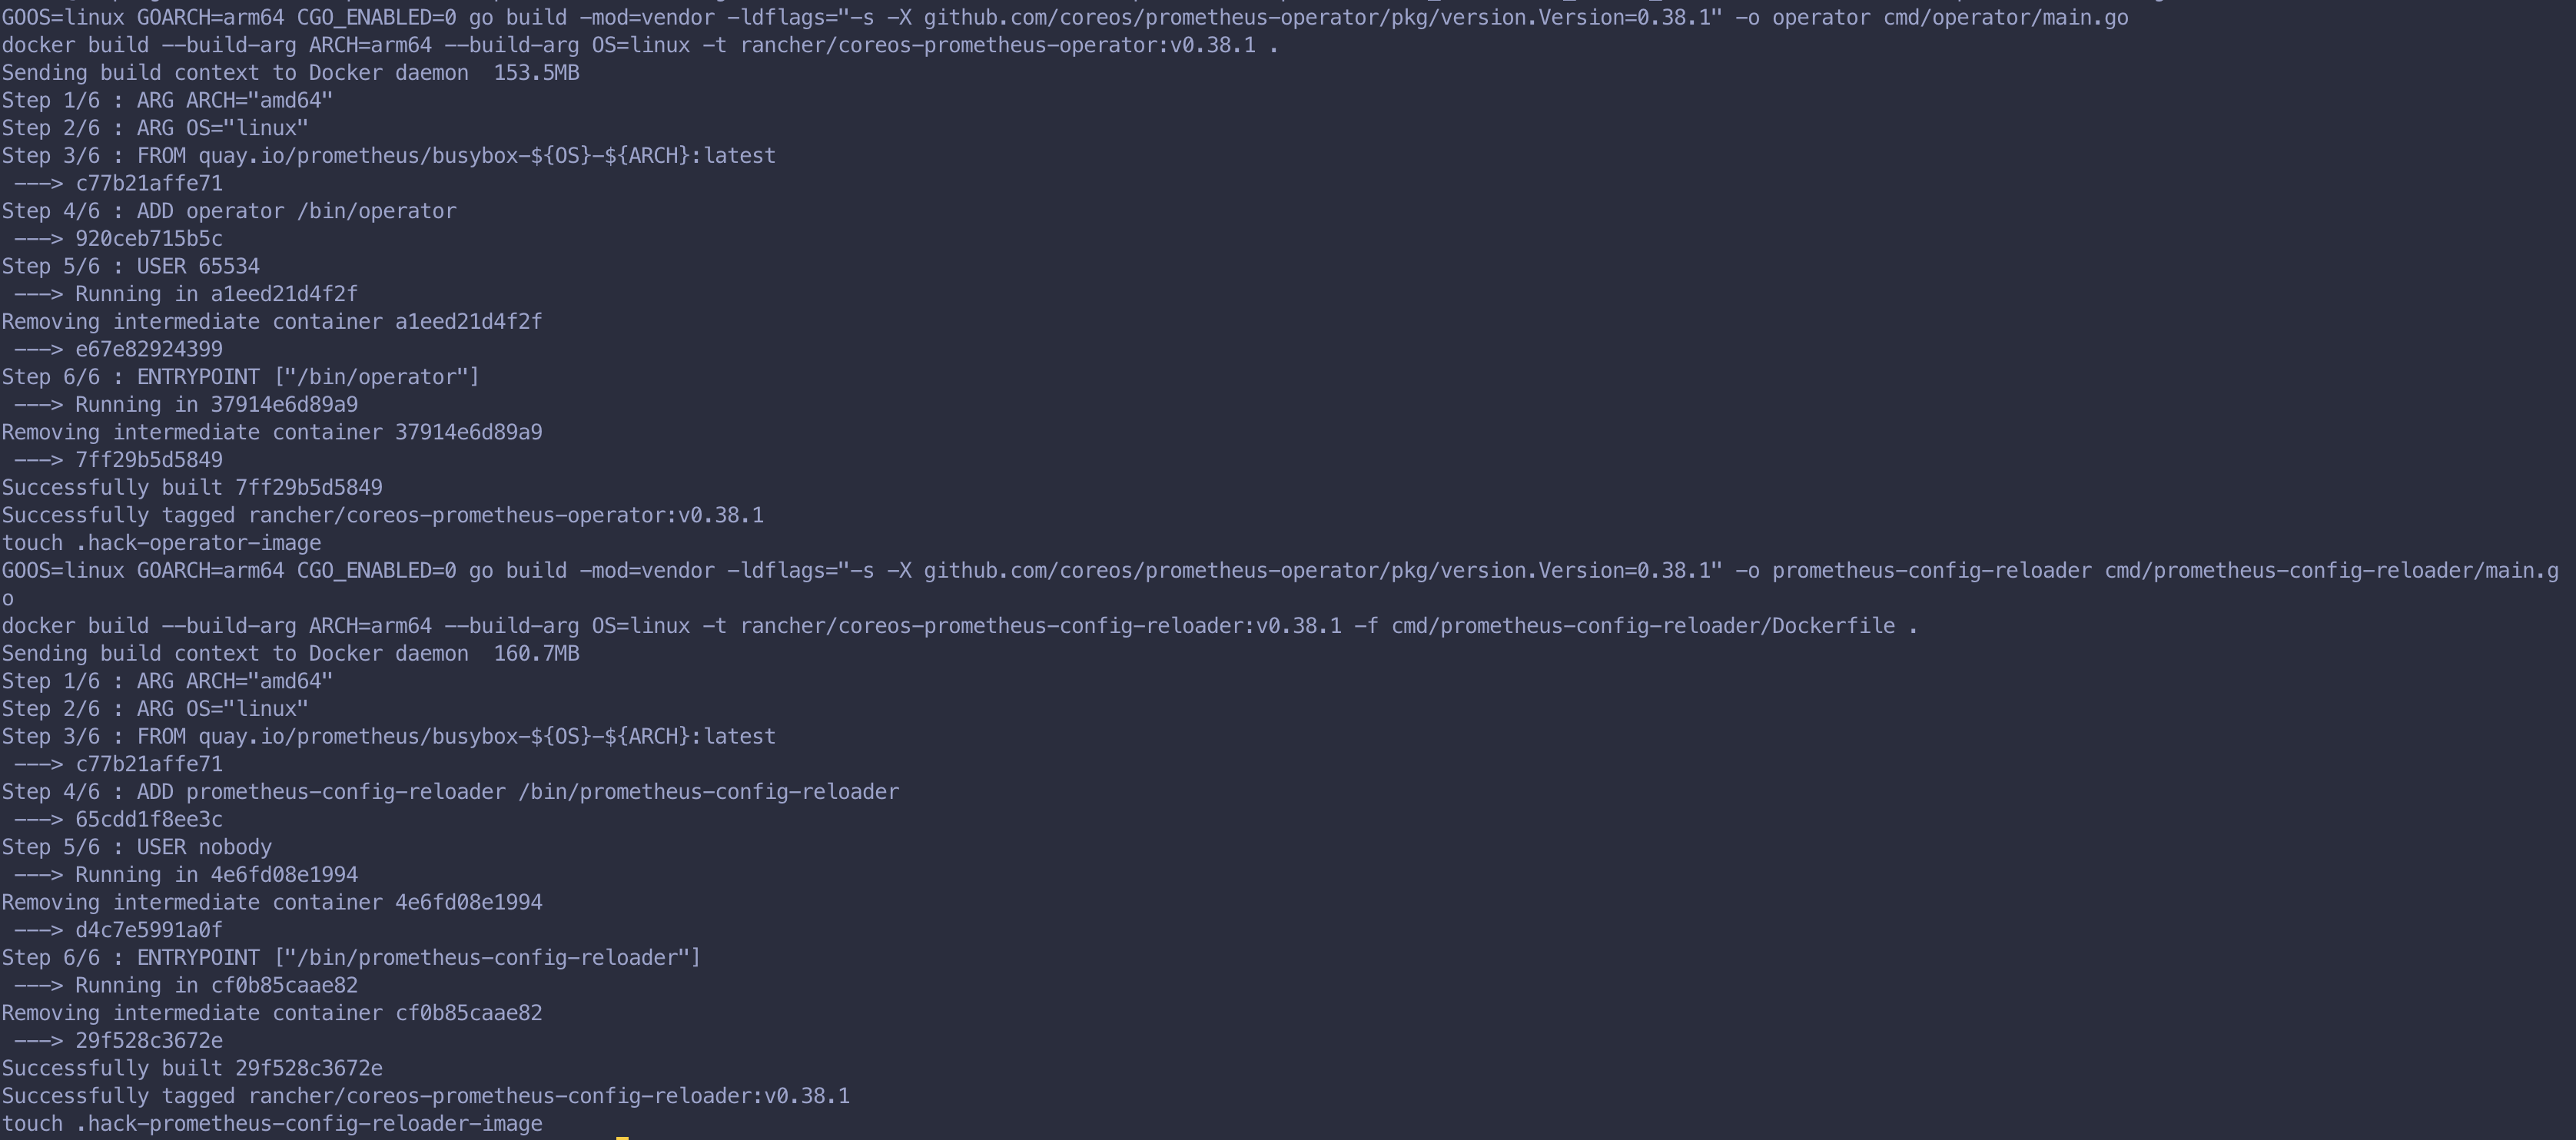 GOOS=linux GOARCH=arm64 CGO_ENABLED=0 go build -mod=vendor -ldflags="-s -X github.com/coreos/prometheus-operator/pkg/version.Version=0.38.1" -o operator cmd/operator/main.go
docker build --build-arg ARCH=arm64 --build-arg OS=linux -t rancher/coreos-prometheus-operator:v0.38.1 .
Sending build context to Docker daemon  153.5MB
Step 1/6 : ARG ARCH="amd64"
Step 2/6 : ARG OS="linux"
Step 3/6 : FROM quay.io/prometheus/busybox-${OS}-${ARCH}:latest
 ---> c77b21affe71
Step 4/6 : ADD operator /bin/operator
 ---> 920ceb715b5c
Step 5/6 : USER 65534
 ---> Running in a1eed21d4f2f
Removing intermediate container a1eed21d4f2f
 ---> e67e82924399
Step 6/6 : ENTRYPOINT ["/bin/operator"]
 ---> Running in 37914e6d89a9
Removing intermediate container 37914e6d89a9
 ---> 7ff29b5d5849
Successfully built 7ff29b5d5849
Successfully tagged rancher/coreos-prometheus-operator:v0.38.1
touch .hack-operator-image
GOOS=linux GOARCH=arm64 CGO_ENABLED=0 go build -mod=vendor -ldflags="-s -X github.com/coreos/prometheus-operator/pkg/version.Version=0.38.1" -o prometheus-config-reloader cmd/prometheus-config-reloader/main.g
o
docker build --build-arg ARCH=arm64 --build-arg OS=linux -t rancher/coreos-prometheus-config-reloader:v0.38.1 -f cmd/prometheus-config-reloader/Dockerfile .
Sending build context to Docker daemon  160.7MB
Step 1/6 : ARG ARCH="amd64"
Step 2/6 : ARG OS="linux"
Step 3/6 : FROM quay.io/prometheus/busybox-${OS}-${ARCH}:latest
 ---> c77b21affe71
Step 4/6 : ADD prometheus-config-reloader /bin/prometheus-config-reloader
 ---> 65cdd1f8ee3c
Step 5/6 : USER nobody
 ---> Running in 4e6fd08e1994
Removing intermediate container 4e6fd08e1994
 ---> d4c7e5991a0f
Step 6/6 : ENTRYPOINT ["/bin/prometheus-config-reloader"]
 ---> Running in cf0b85caae82
Removing intermediate container cf0b85caae82
 ---> 29f528c3672e
Successfully built 29f528c3672e
Successfully tagged rancher/coreos-prometheus-config-reloader:v0.38.1
touch .hack-prometheus-config-reloader-image